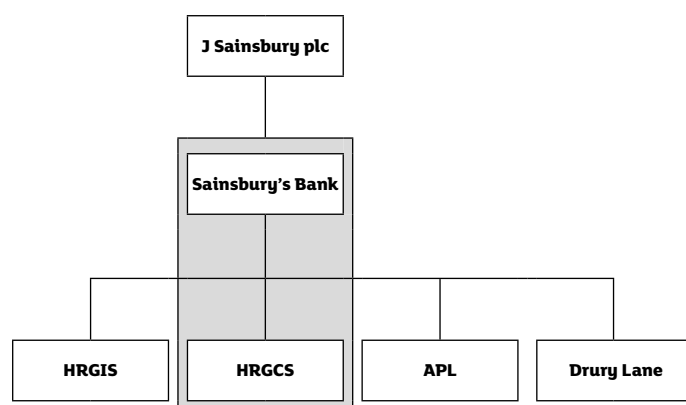 J Sainsbury plc
Sainsbury's Bank
HRGIS
HRGCS
APL
Drury Lane